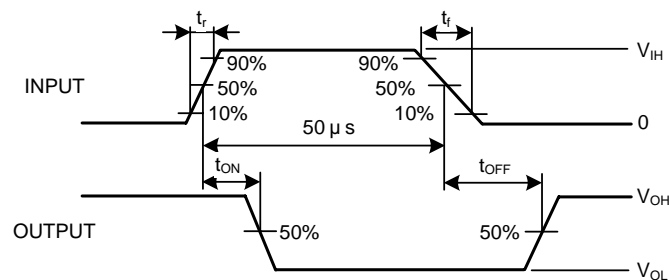 tr
tf
VIH
90%
90%
INPUT
50%
50%
10%
10%
0
50 µs
tON
tOFF
VOH
OUTPUT
50%
50%
VOL